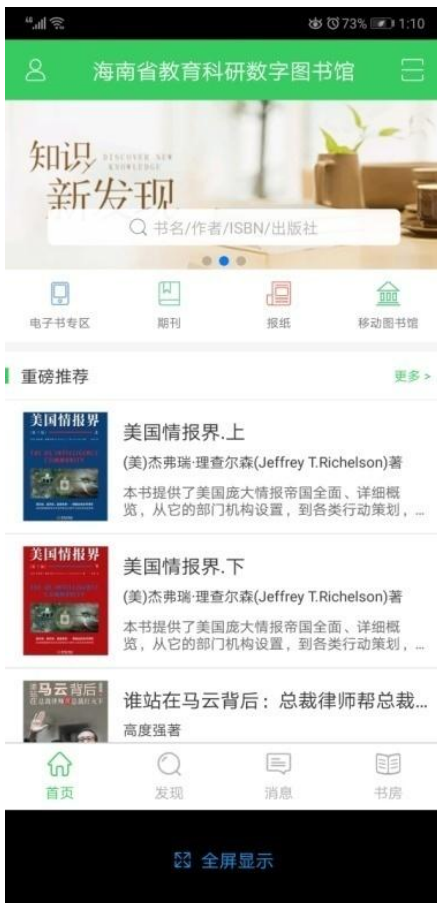 73% 1:10
海南省教育科研数字图书馆
知识
DISCOVER NEW
KNOWLEDGE
新发现
书名/作者/ISBN/出版社
电子书专区
期刊
报纸
移动图书馆
重磅推荐
更多 >
美国情报界
美国情报界.上
(美)杰弗瑞·理查尔森(Jeffrey T.Richelson)著
本书提供了美国庞大情报帝国全面、详细概
览，从它的部门机构设置，到各类行动策划，...
美国情报界
美国情报界.下
(美)杰弗瑞·理查尔森(Jeffrey T.Richelson)著
本书提供了美国庞大情报帝国全面、详细概
览，从它的部门机构设置，到各类行动策划，...
谁站在马云背后：总裁律师帮总裁...
高度强著
首页
发现
消息
书房
全屏显示